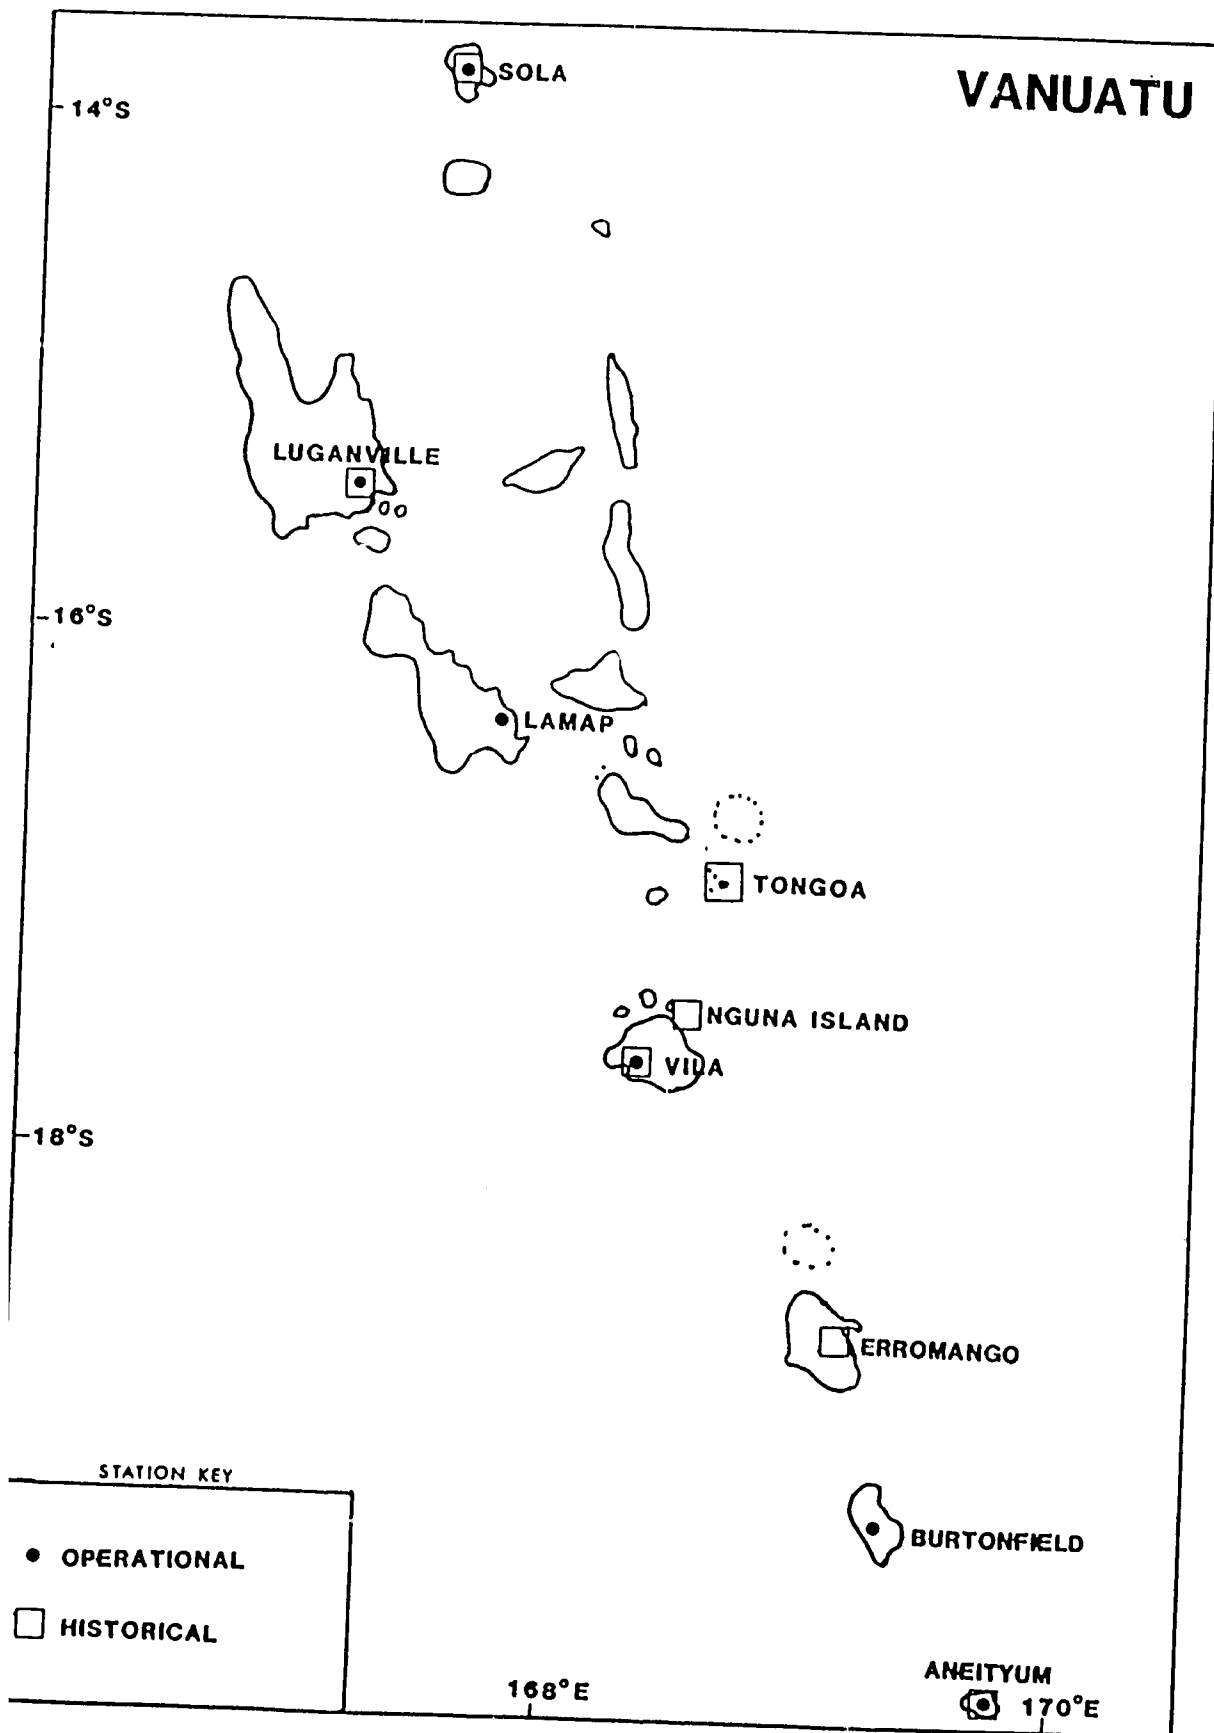 SOLA
VANUATU
14°S
LUGANVILLE
16°S
LAMAP
TONGOA
NGUNA ISLAND
VILA
18°S
ERROMANGO
STATION KEY
BURTONFIELD
OPERATIONAL
HISTORICAL
ANEITYUM
168°E
170°E